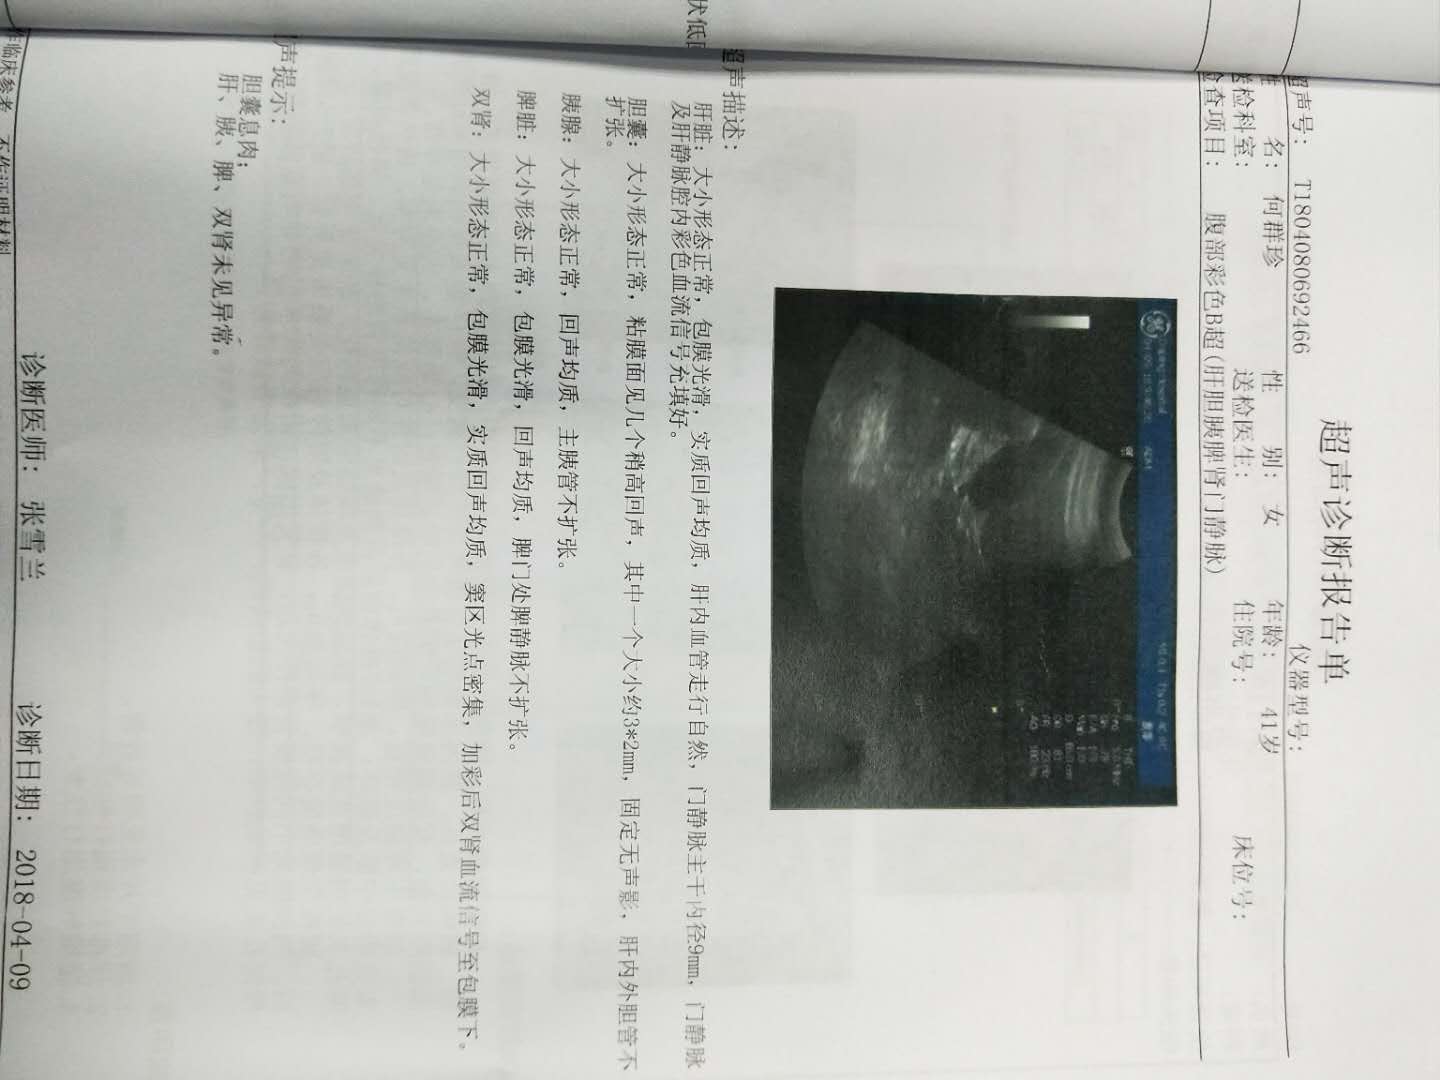 超声诊断报告单
超声号: T180408069​2466 仪器型号:
姓 名: 何群珍 性 别: 女 年龄: 41岁
送检科室: 送检医生: 住院号: 床位号:
检查项目: 腹部彩色B超(肝胆胰脾肾门静脉)
超声描述:
肝脏: 大小形态正常, 包膜光滑, 实质回声均质, 肝内血管走行自然, 门静脉主干内径9mm, 门静脉
及肝静脉腔内彩色血流信号充填好。
胆囊: 大小形态正常, 粘膜面见几个稍高回声, 其中一个大小约3*2mm, 固定无声影, 肝内外胆管不
扩张。
胰腺: 大小形态正常, 回声均质, 主胰管不扩张。
脾脏: 大小形态正常, 包膜光滑, 回声均质, 脾门处脾静脉不扩张。
双肾: 大小形态正常, 包膜光滑, 实质回声均质, 窦区光点密集, 加彩后双肾血流信号至包膜下。
声提示:
胆囊息肉;
肝、胰、脾、双肾未见异常。
诊断医师: 张雪兰 诊断日期: 2018-04-09
作临床参考, 不作证明材料